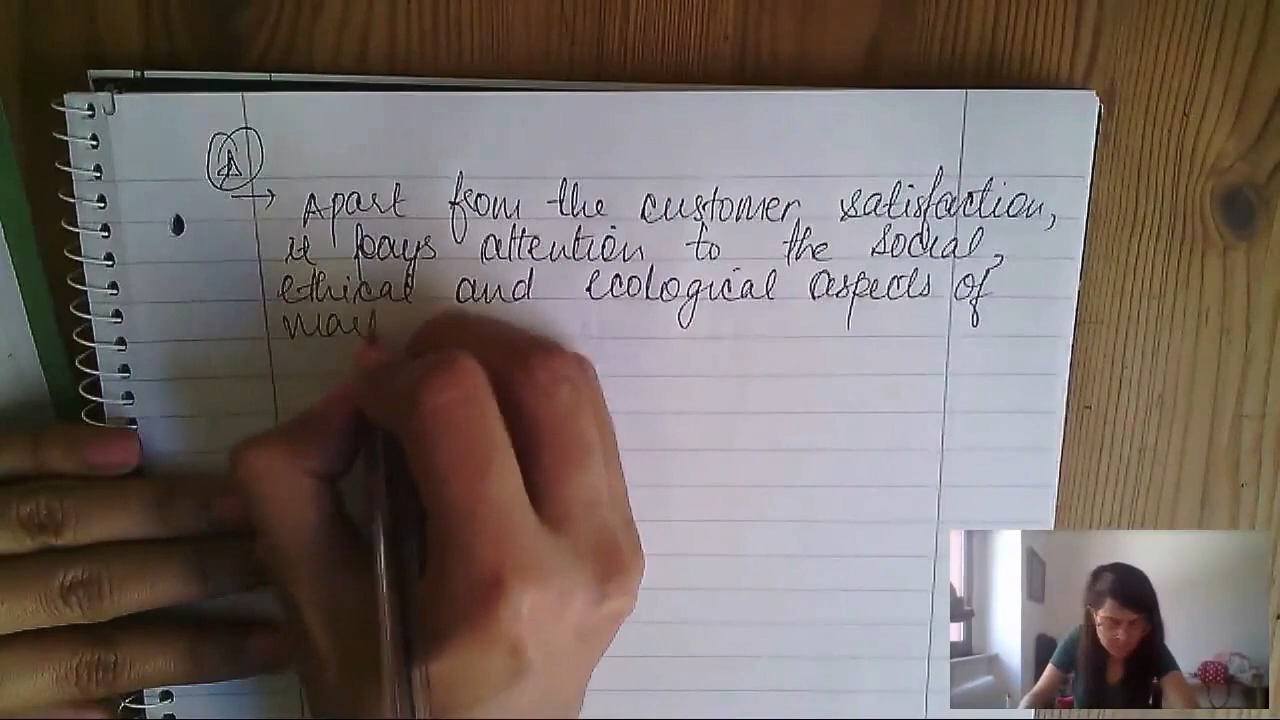 A
→ Apart from the customer satisfaction,
it pays attention to the social,
ethical and ecological aspects of